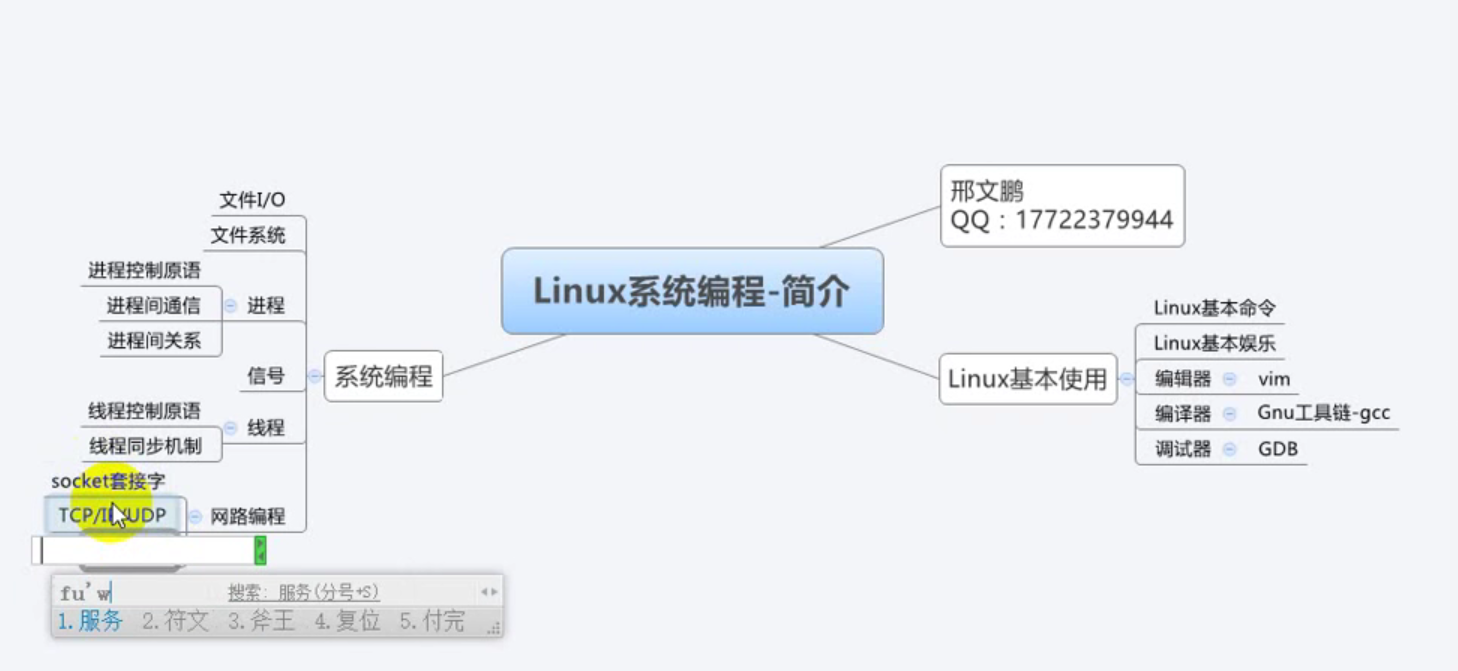 文件I/O
文件系统
进程控制原语
进程间通信
进程间关系
进程
信号
线程控制原语
线程同步机制
线程
socket套接字
网路编程
系统编程
Linux系统编程-简介
邢文鹏
QQ：17722379944
Linux基本使用
Linux基本命令
Linux基本娱乐
编辑器 vim
编译器 Gnu工具链-gcc
调试器 GDB
fu'w 搜索: 服务(分号+S)
1.服务 2.符文 3.斧王 4.复位 5.付完